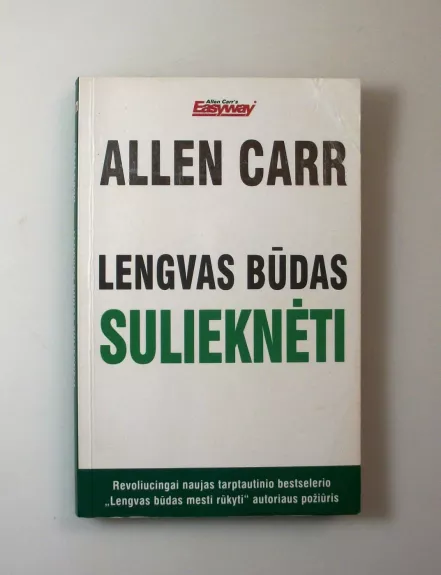 Allen Carr's
Easyway
ALLEN CARR
LENGVAS BŪDAS
SULIEKNĖTI
Revoliucingai naujas tarptautinio bestselerio
„Lengvas būdas mesti rūkyti“ autoriaus požiūris